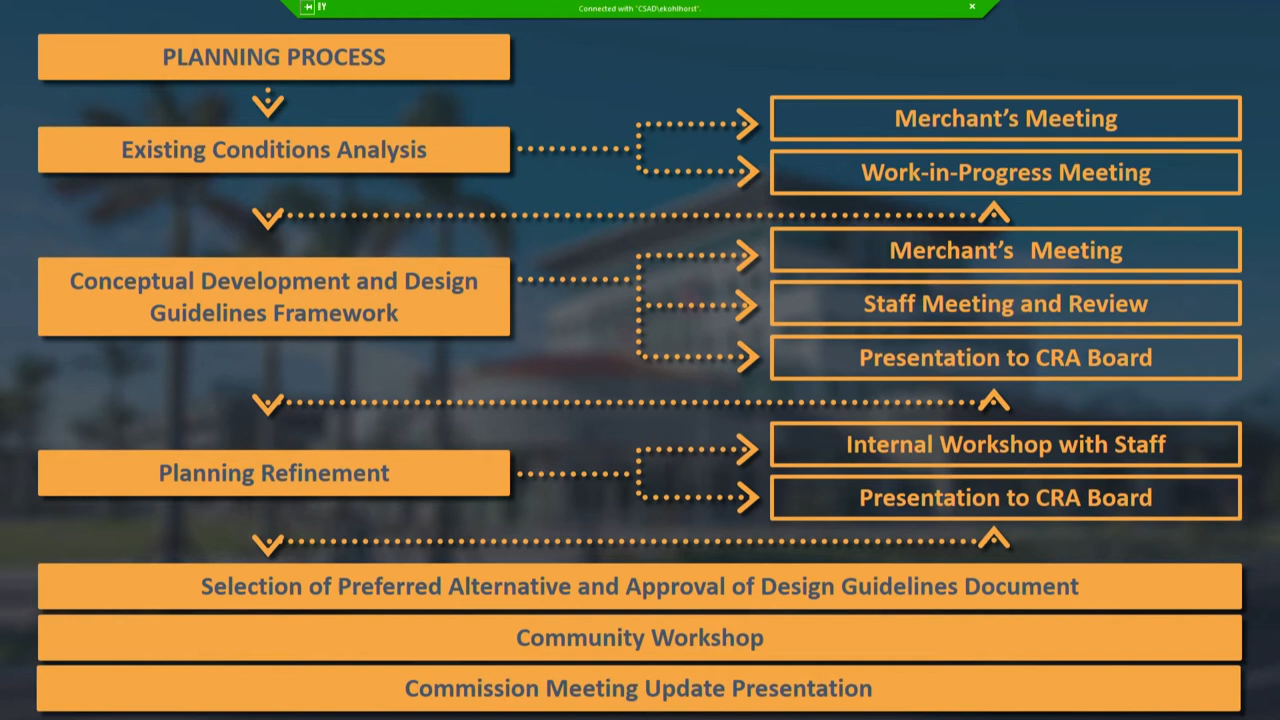 Connected with "CSAD\ekohlhorst".
PLANNING PROCESS
Existing Conditions Analysis
Merchant's Meeting
Work-in-Progress Meeting
Conceptual Development and Design
Guidelines Framework
Merchant's Meeting
Staff Meeting and Review
Presentation to CRA Board
Planning Refinement
Internal Workshop with Staff
Presentation to CRA Board
Selection of Preferred Alternative and Approval of Design Guidelines Document
Community Workshop
Commission Meeting Update Presentation